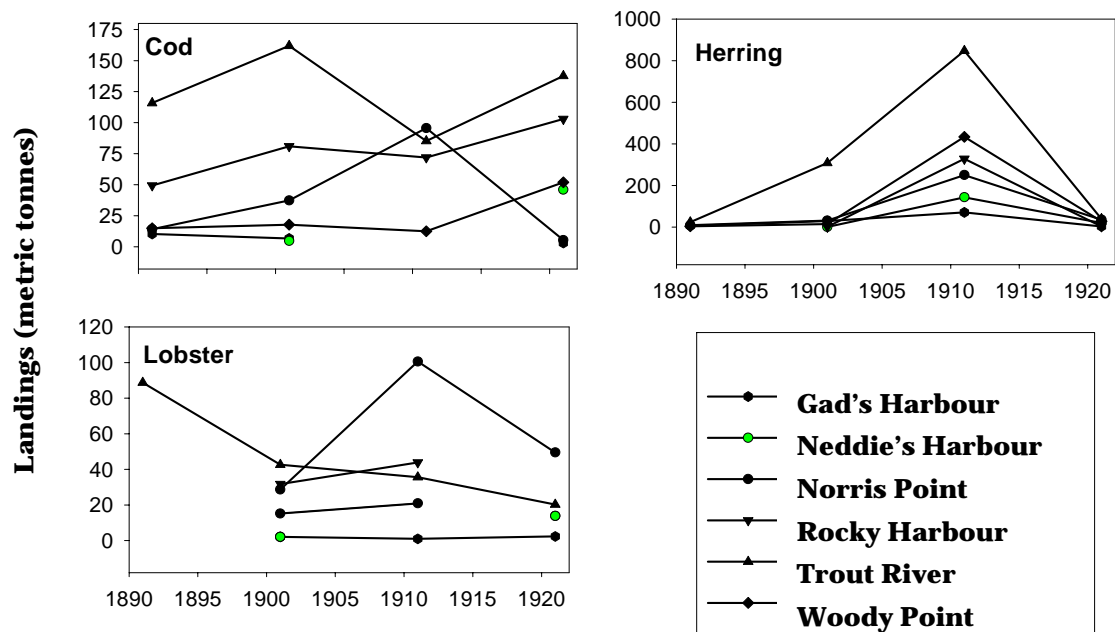 Landings (metric tonnes)
Cod
175
150
125
100
75
50
25
0
Herring
1000
800
600
400
200
0
1890 1895 1900 1905 1910 1915 1920
Lobster
120
100
80
60
40
20
0
1890 1895 1900 1905 1910 1915 1920
Gad's Harbour
Neddie's Harbour
Norris Point
Rocky Harbour
Trout River
Woody Point